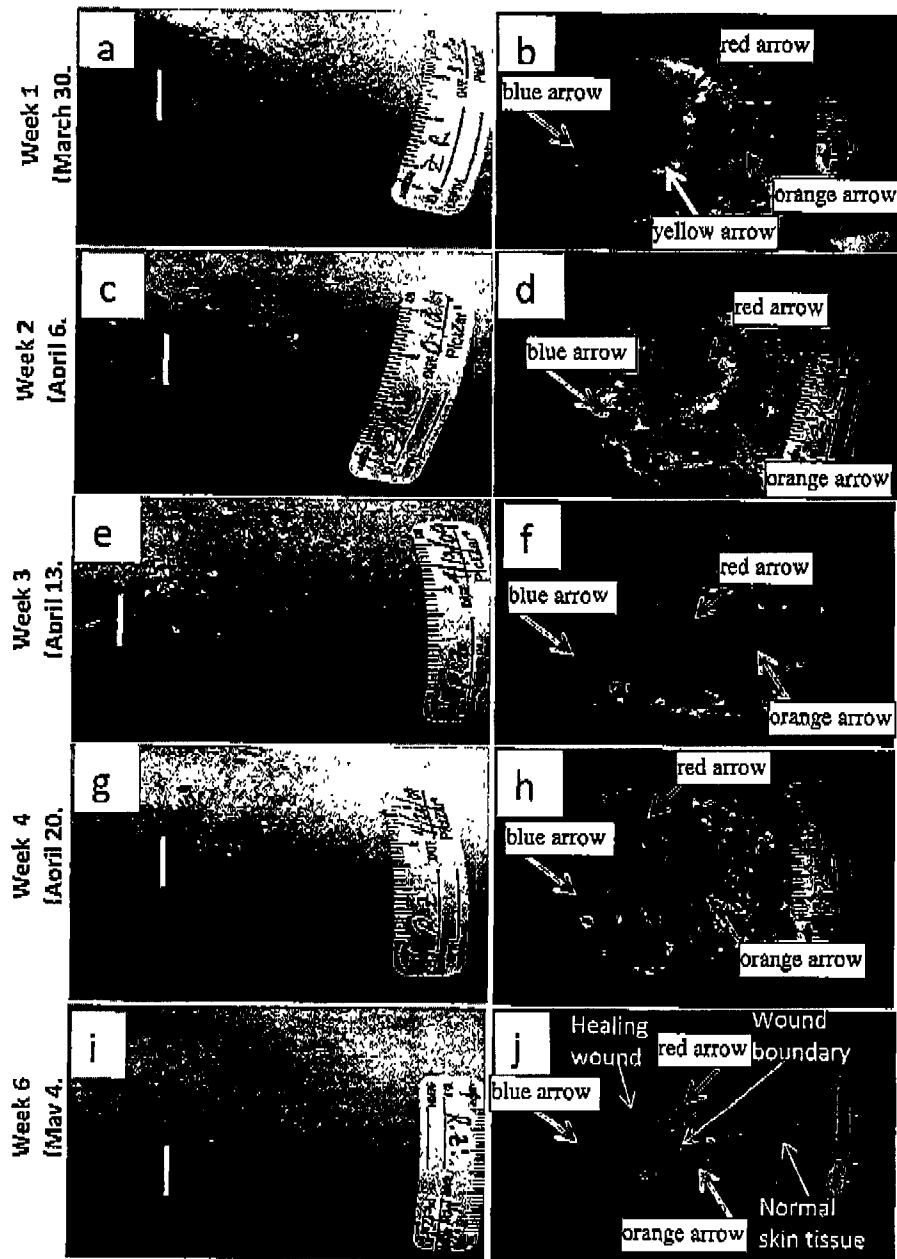 Week 1
(March 30.
a
b
red arrow
blue arrow
orange arrow
yellow arrow
Week 2
(April 6.
c
d
red arrow
blue arrow
orange arrow
Week 3
(April 13.
e
f
red arrow
blue arrow
orange arrow
Week 4
(April 20.
g
h
red arrow
blue arrow
orange arrow
Week 6
(May 4.
i
j
Healing
wound
Wound
boundary
red arrow
blue arrow
orange arrow
Normal
skin tissue